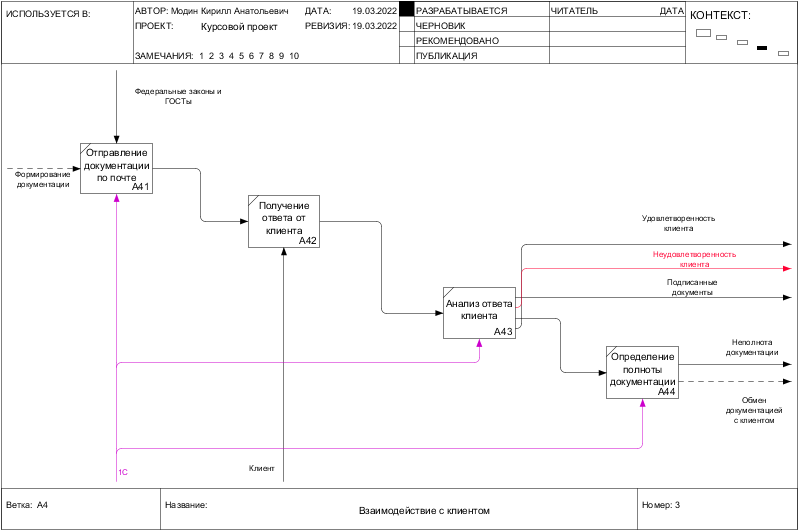 ИСПОЛЬЗУЕТСЯ В:
АВТОР: Модин Кирилл Анатольевич
ДАТА: 19.03.2022
ПРОЕКТ: Курсовой проект
РЕВИЗИЯ: 19.03.2022
ЗАМЕЧАНИЯ: 1 2 3 4 5 6 7 8 9 10
РАЗРАБАТЫВАЕТСЯ
ЧЕРНОВИК
РЕКОМЕНДОВАНО
ПУБЛИКАЦИЯ
ЧИТАТЕЛЬ
ДАТА
КОНТЕКСТ:
Федеральные законы и
ГОСТы
Формирование
документации
Отправление
документации
по почте
A41
Получение
ответа от
клиента
A42
Анализ ответа
клиента
A43
Определение
полноты
документации
A44
Удовлетворенность
клиента
Неудовлетворенность
клиента
Подписанные
документы
Неполнота
документации
Обмен
документацией
с клиентом
1С
Клиент
Ветка: A4
Название:
Взаимодействие с клиентом
Номер: 3